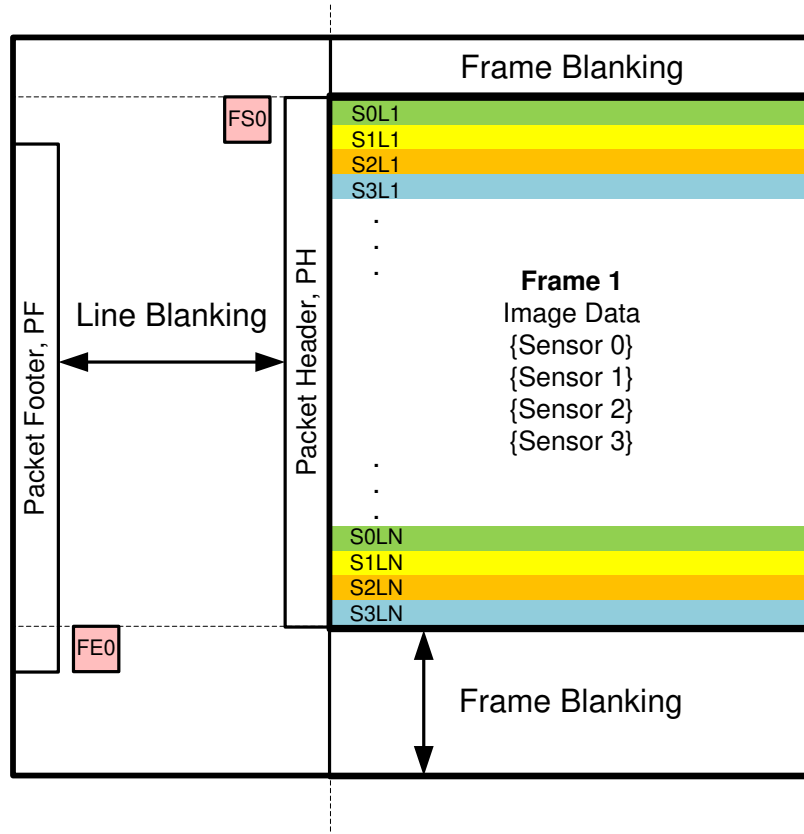 Frame Blanking
FS0
S0L1
S1L1
S2L1
S3L1
.
.
.
Packet Footer, PF
Line Blanking
Packet Header, PH
Frame 1
Image Data
{Sensor 0}
{Sensor 1}
{Sensor 2}
{Sensor 3}
.
.
.
S0LN
S1LN
S2LN
S3LN
FE0
Frame Blanking